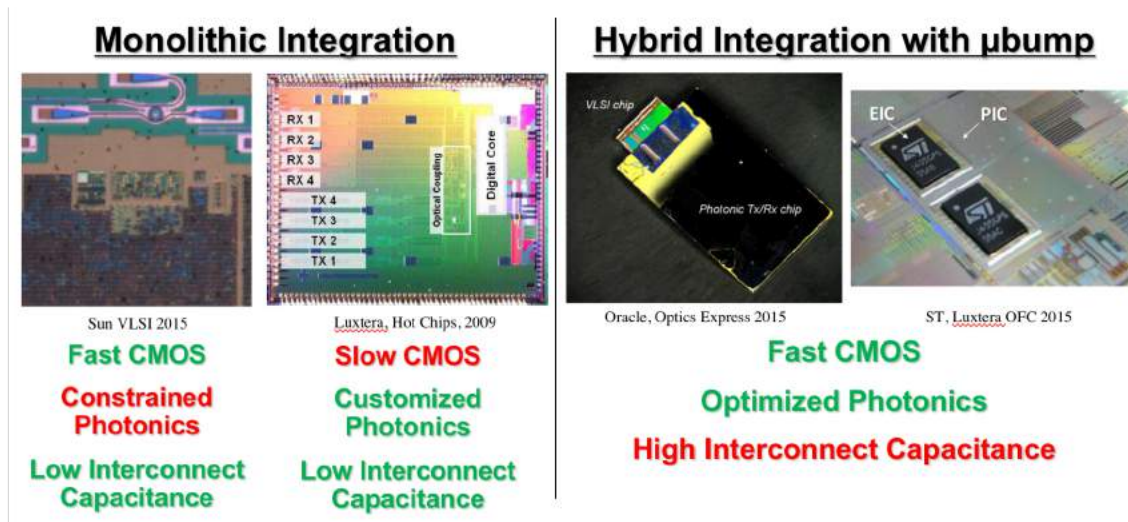 Monolithic Integration
Hybrid Integration with µbump
RX 1
RX 2
RX 3
RX 4
TX 4
TX 3
TX 2
TX 1
Optical Coupling
Digital Core
VLSI chip
Photonic Tx/Rx chip
EIC
PIC
ST
ST
Sun VLSI 2015
Luxtera, Hot Chips, 2009
Oracle, Optics Express 2015
ST, Luxtera OFC 2015
Fast CMOS
Constrained
Photonics
Low Interconnect
Capacitance
Slow CMOS
Customized
Photonics
Low Interconnect
Capacitance
Fast CMOS
Optimized Photonics
High Interconnect Capacitance